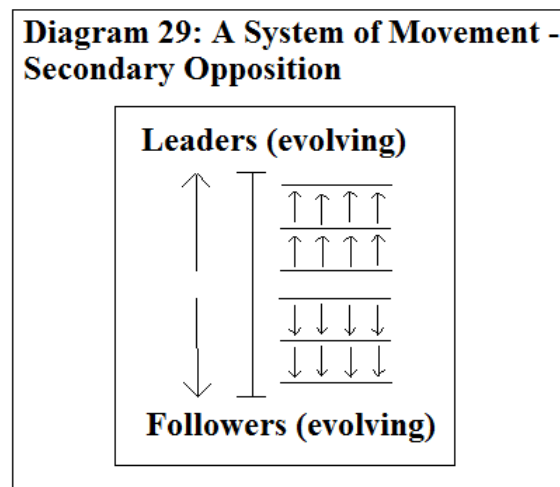 Diagram 29: A System of Movement -
Secondary Opposition
Leaders (evolving)
Followers (evolving)